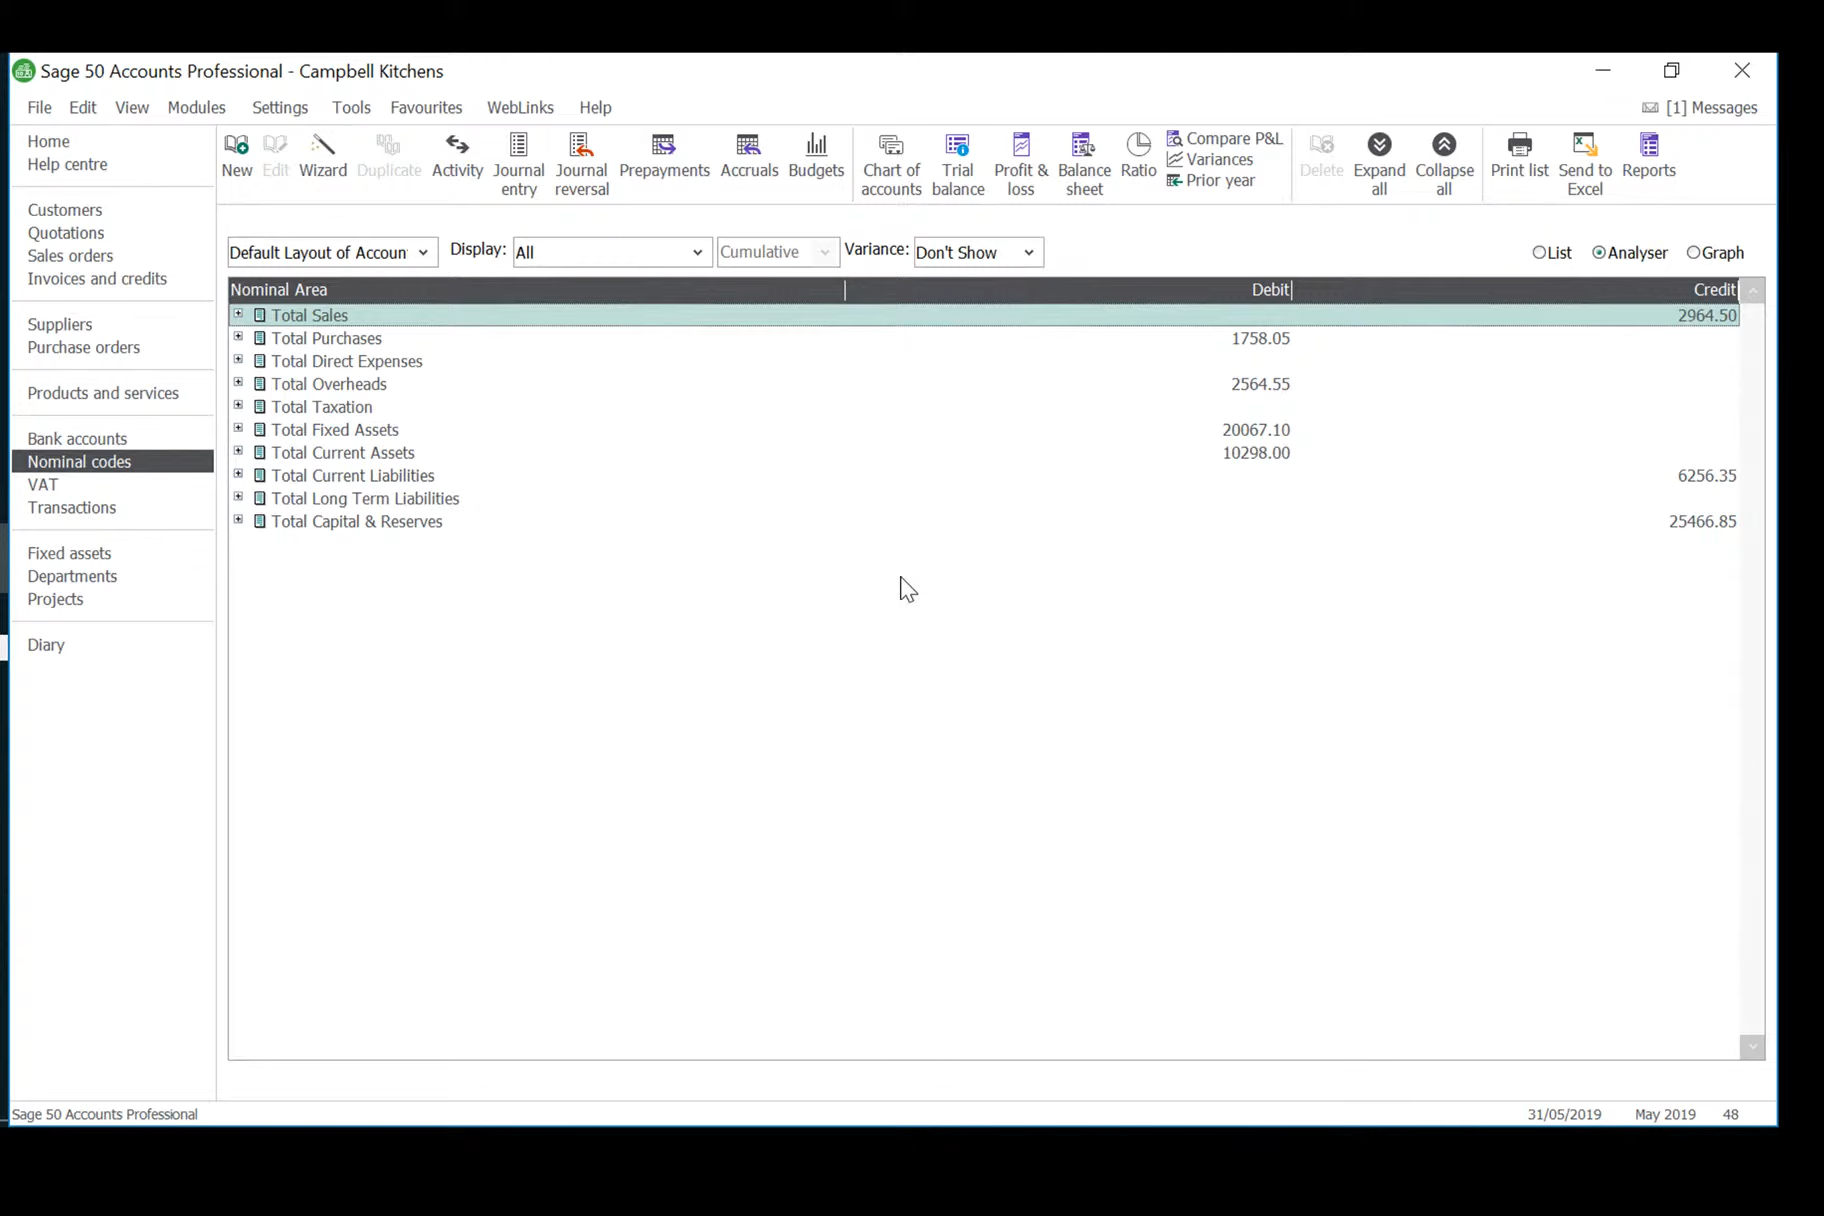 Sage 50 Accounts Professional - Campbell Kitchens
File Edit View Modules Settings Tools Favourites WebLinks Help
[1] Messages
Home
Help centre
Customers
Quotations
Sales orders
Invoices and credits
Suppliers
Purchase orders
Products and services
Bank accounts
Nominal codes
VAT
Transactions
Fixed assets
Departments
Projects
Diary
New
Edit
Wizard
Duplicate
Activity
Journal
entry
Journal
reversal
Prepayments
Accruals
Budgets
Chart of
accounts
Trial
balance
Profit &
loss
Balance
sheet
Ratio
Compare P&L
Variances
Prior year
Delete
Expand
all
Collapse
all
Print list
Send to
Excel
Reports
Default Layout of Accoun
Display: All
Cumulative
Variance: Don't Show
List Analyser Graph
Nominal Area Debit Credit
Total Sales 2964.50
Total Purchases 1758.05
Total Direct Expenses
Total Overheads 2564.55
Total Taxation
Total Fixed Assets 20067.10
Total Current Assets 10298.00
Total Current Liabilities 6256.35
Total Long Term Liabilities
Total Capital & Reserves 25466.85
Sage 50 Accounts Professional
31/05/2019 May 2019 48